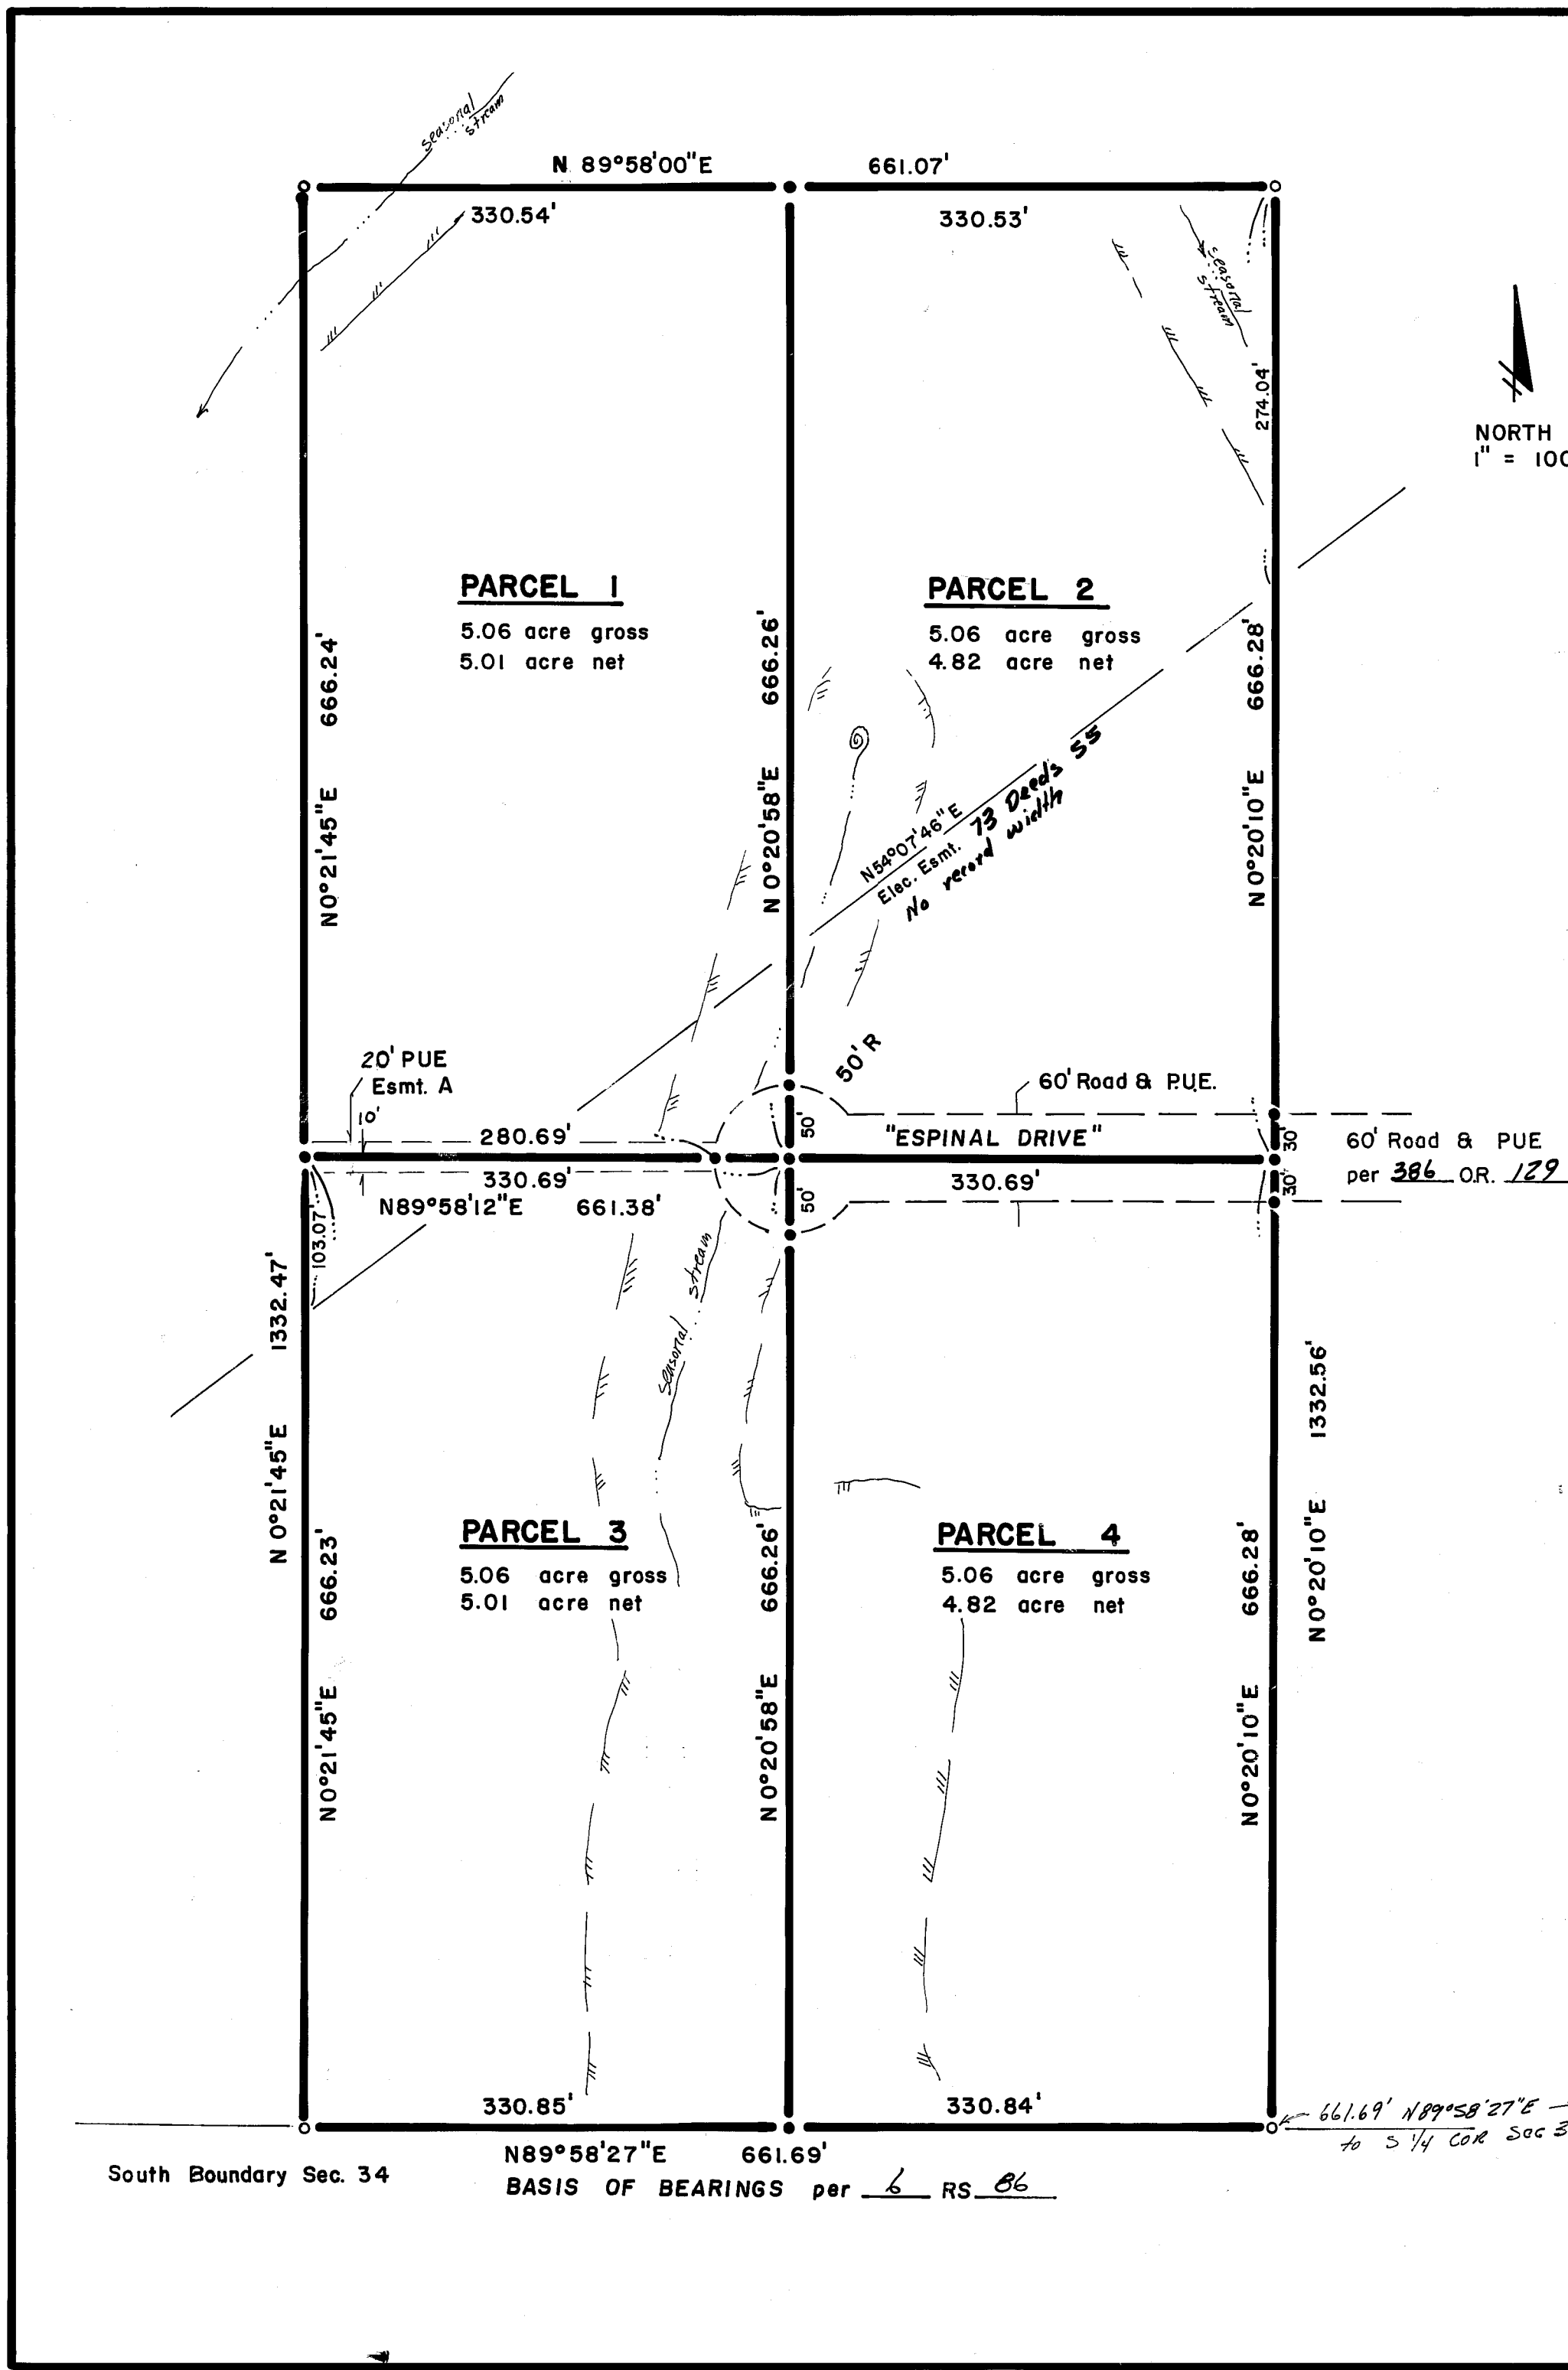 seasonal
stream
N 89°58'00"E 661.07'
330.54' 330.53'
seasonal
stream
274.04'
NORTH
1" = 100
PARCEL 1
5.06 acre gross
5.01 acre net
PARCEL 2
5.06 acre gross
4.82 acre net
N0°21'45"E 666.24'
N0°20'58"E 666.26'
N0°20'10"E 666.28'
N54°07'46"E
Elec. Esmt. 73 Deeds 55
No record width
20' PUE
Esmt. A
10'
50'R
60' Road & P.U.E.
280.69'
50'
"ESPINAL DRIVE"
30'
60' Road & PUE
per 386 O.R. 129
330.69'
50'
330.69'
30'
N89°58'12"E 661.38'
103.07'
seasonal stream
N0°21'45"E 1332.47'
N0°20'10"E 1332.56'
PARCEL 3
5.06 acre gross
5.01 acre net
PARCEL 4
5.06 acre gross
4.82 acre net
N0°21'45"E 666.23'
N0°20'58"E 666.26'
N0°20'10"E 666.28'
330.85' 330.84'
661.69' N89°58'27"E
to S 1/4 COR SEC 3
N89°58'27"E 661.69'
South Boundary Sec. 34
BASIS OF BEARINGS per 6 RS 86